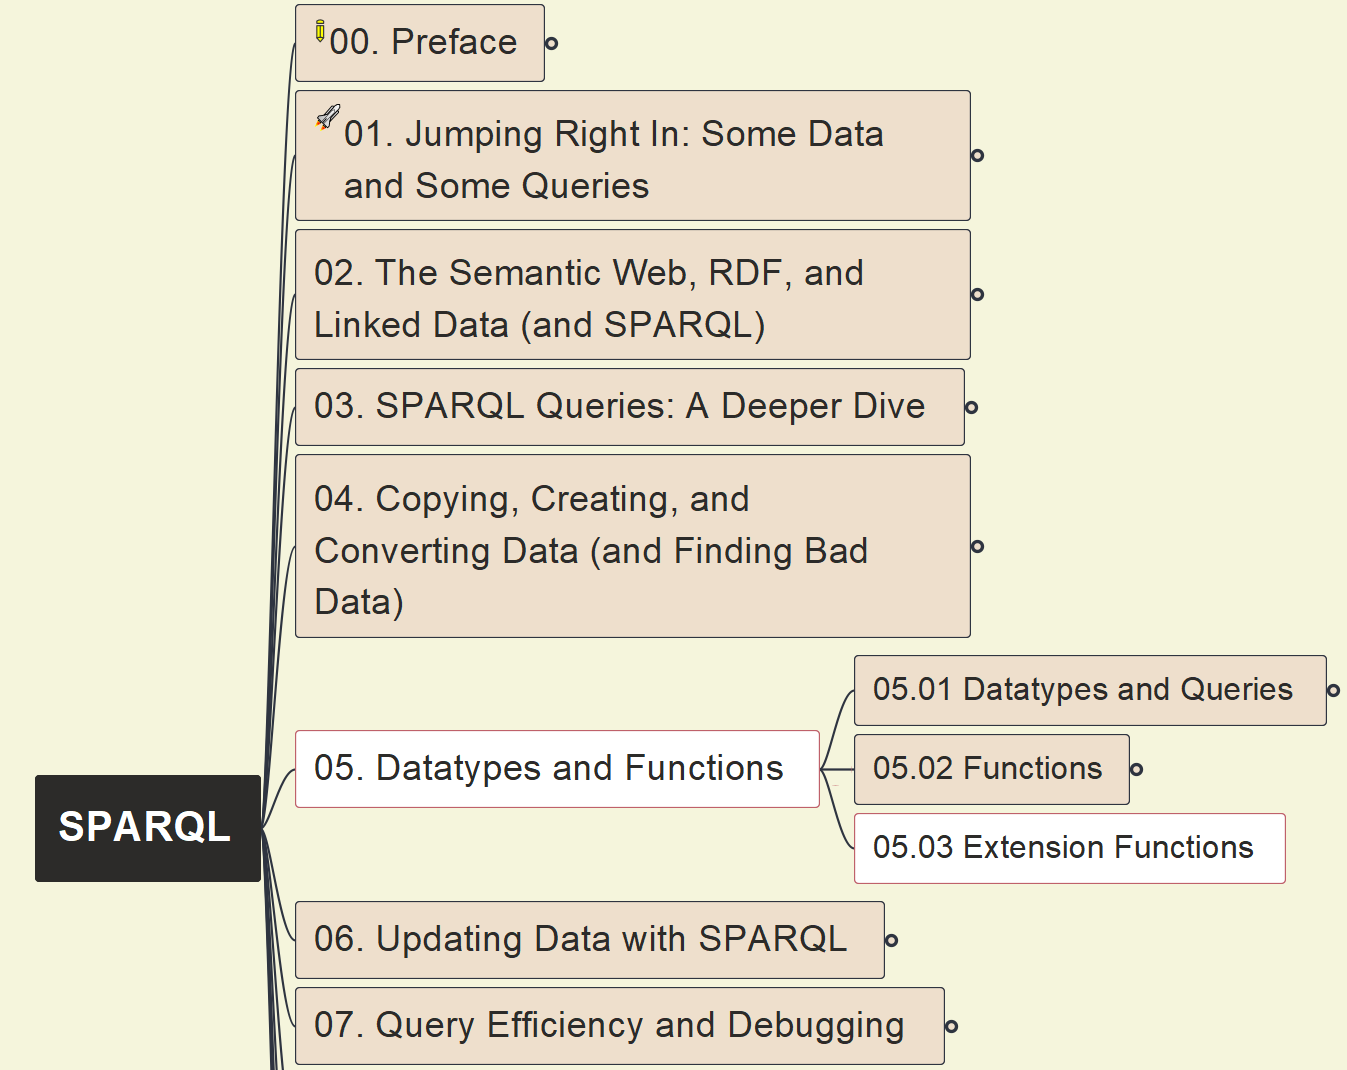 00. Preface
01. Jumping Right In: Some Data
and Some Queries
02. The Semantic Web, RDF, and
Linked Data (and SPARQL)
03. SPARQL Queries: A Deeper Dive
04. Copying, Creating, and
Converting Data (and Finding Bad
Data)
05. Datatypes and Functions
05.01 Datatypes and Queries
05.02 Functions
05.03 Extension Functions
SPARQL
06. Updating Data with SPARQL
07. Query Efficiency and Debugging